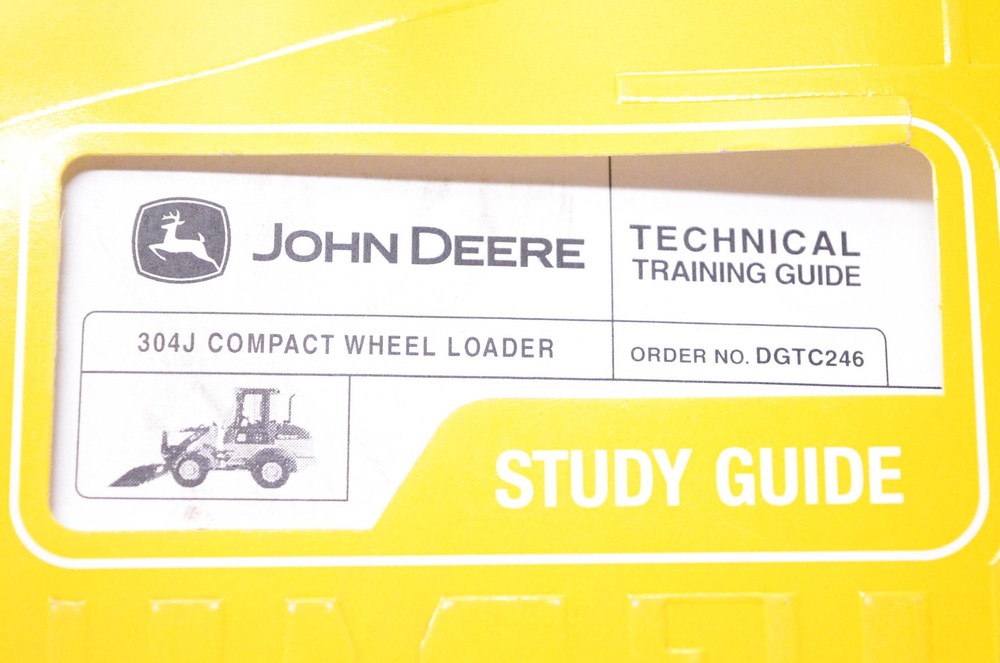 JOHN DEERE
TECHNICAL
TRAINING GUIDE
304J COMPACT WHEEL LOADER
ORDER NO. DGTC246
STUDY GUIDE